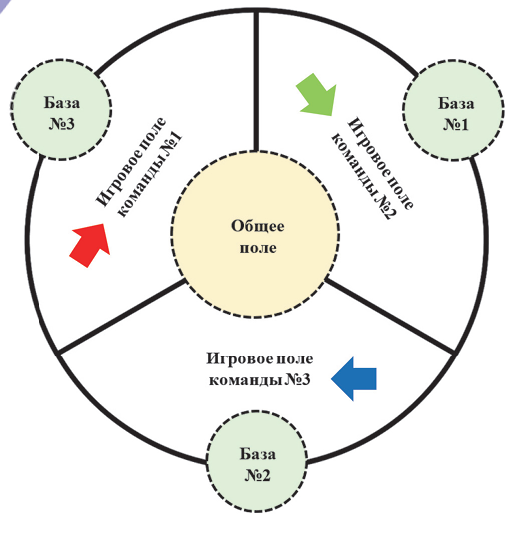 База
№3
Игровое поле
команды №1
Игровое поле
команды №2
База
№1
Общее
поле
Игровое поле
команды №3
База
№2